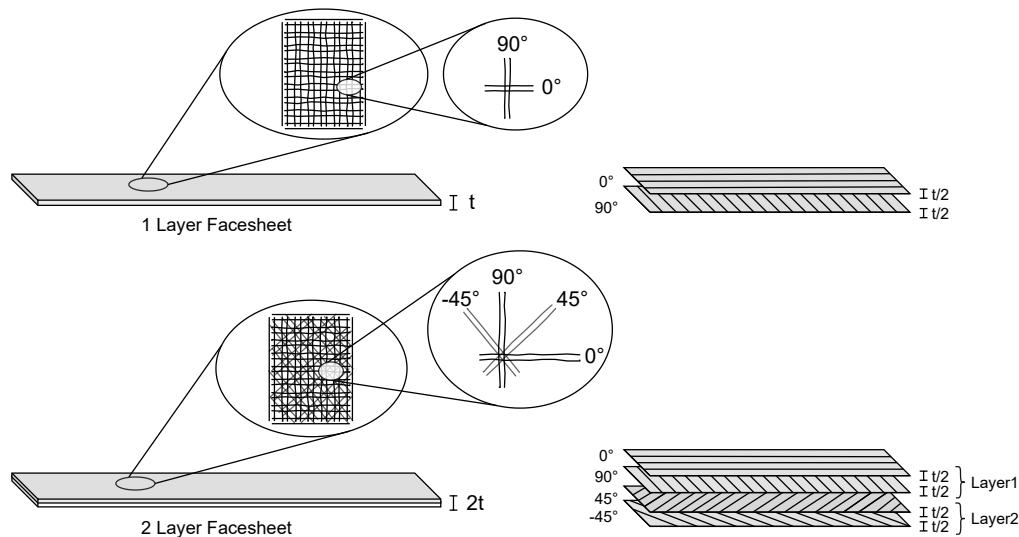 90°
0°
t
1 Layer Facesheet
0°
90°
t/2
t/2
90°
-45°
45°
0°
2t
2 Layer Facesheet
0°
90°
45°
-45°
t/2
t/2
Layer1
t/2
t/2
Layer2